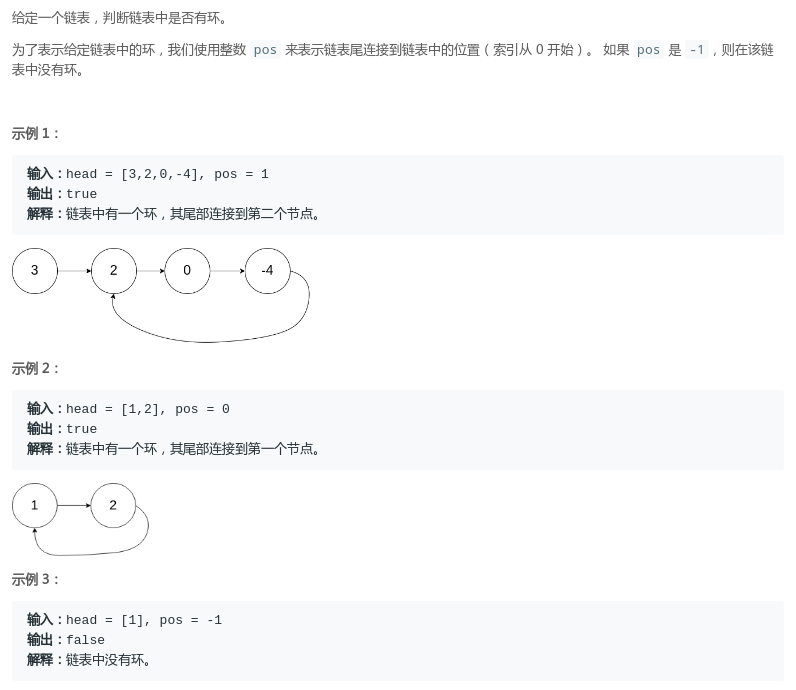 给定一个链表，判断链表中是否有环。
为了表示给定链表中的环，我们使用整数 pos 来表示链表尾连接到链表中的位置（索引从 0 开始）。 如果 pos 是 -1，则在该链
表中没有环。
示例 1：
输入：head = [3,2,0,-4], pos = 1
输出：true
解释：链表中有一个环，其尾部连接到第二个节点。
3 2 0 -4
示例 2：
输入：head = [1,2], pos = 0
输出：true
解释：链表中有一个环，其尾部连接到第一个节点。
1 2
示例 3：
输入：head = [1], pos = -1
输出：false
解释：链表中没有环。